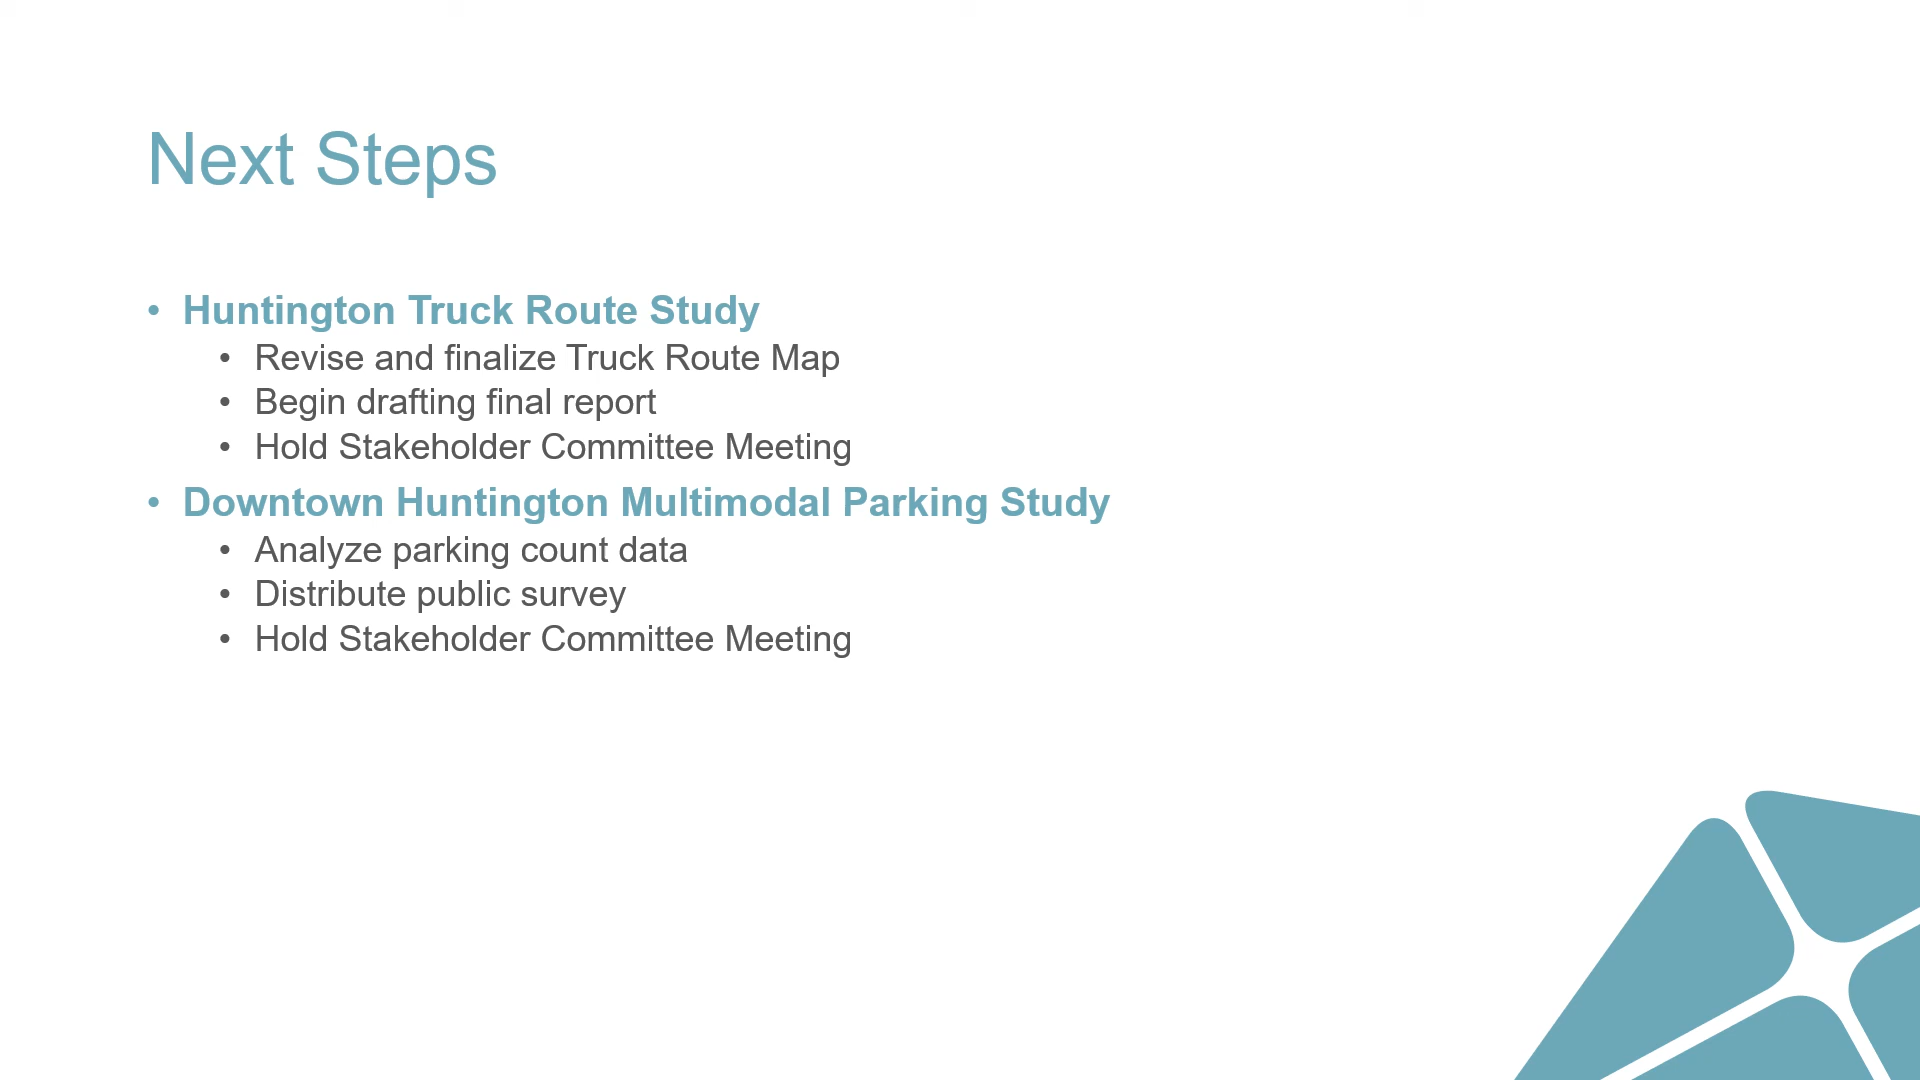 Next Steps
• Huntington Truck Route Study
• Revise and finalize Truck Route Map
• Begin drafting final report
• Hold Stakeholder Committee Meeting
• Downtown Huntington Multimodal Parking Study
• Analyze parking count data
• Distribute public survey
• Hold Stakeholder Committee Meeting